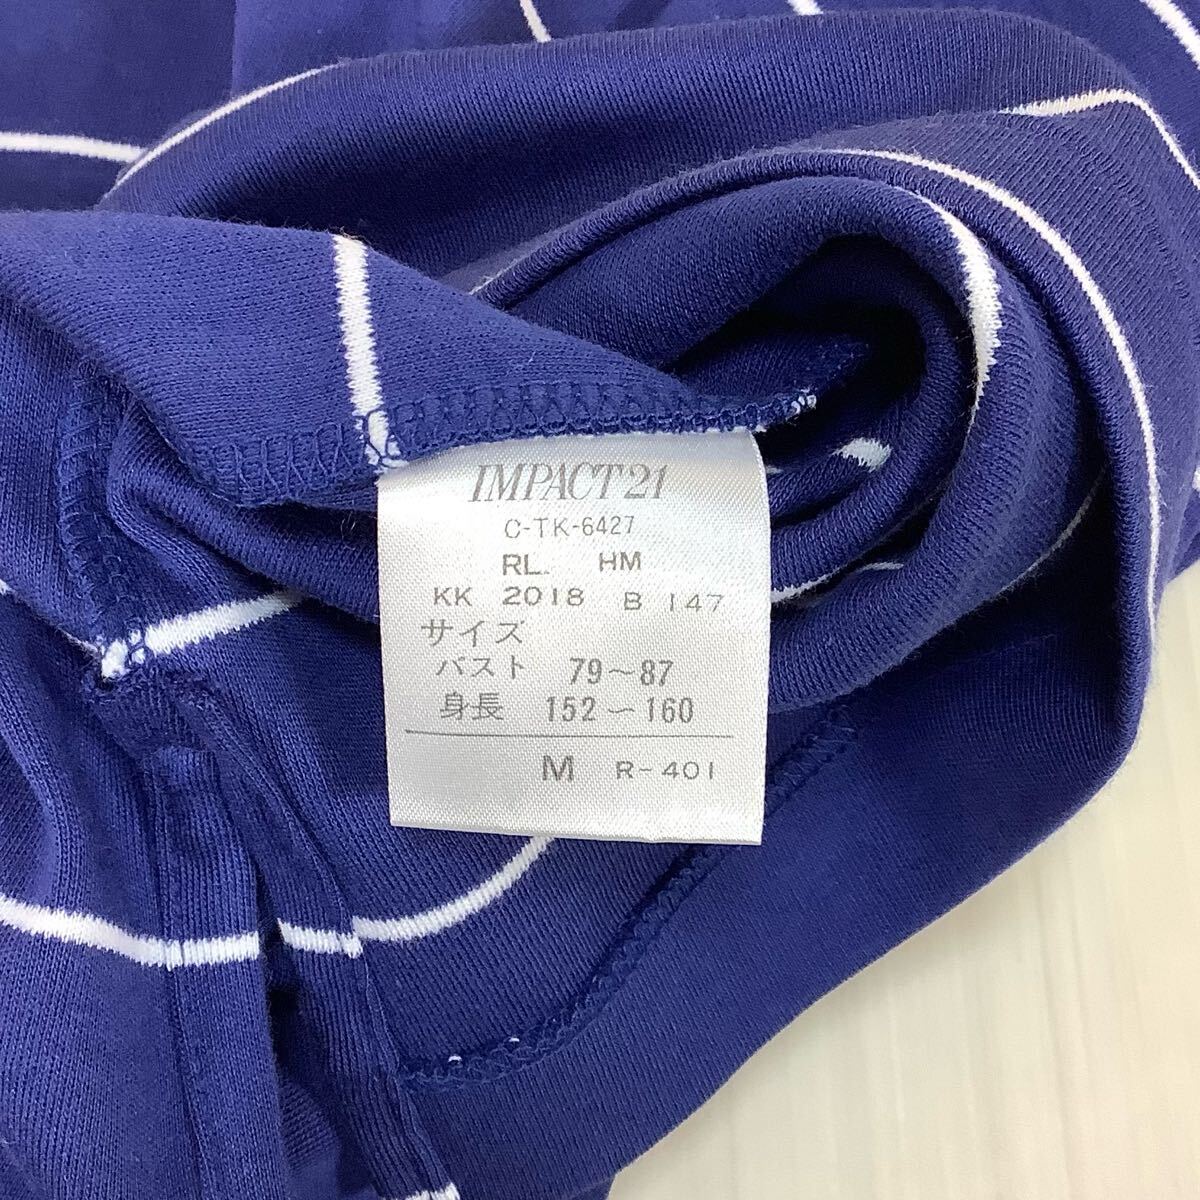 IMPACT21
C-TK-6427
RL. HM
KK 2018 B 147
サイズ
バスト 79〜87
身長 152〜160
M R-401